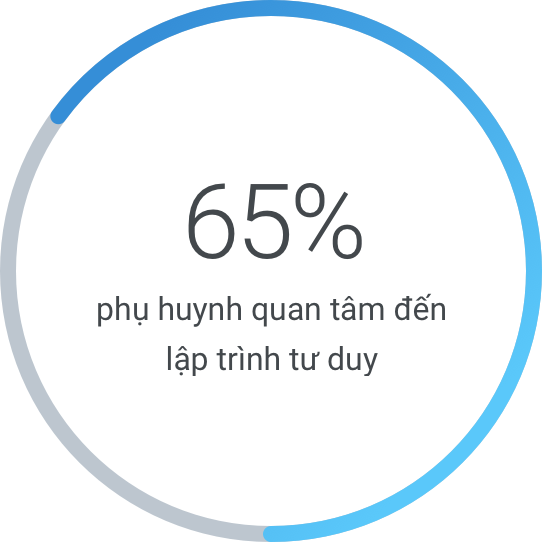 65%
phụ huynh quan tâm đến
lập trình tư duy